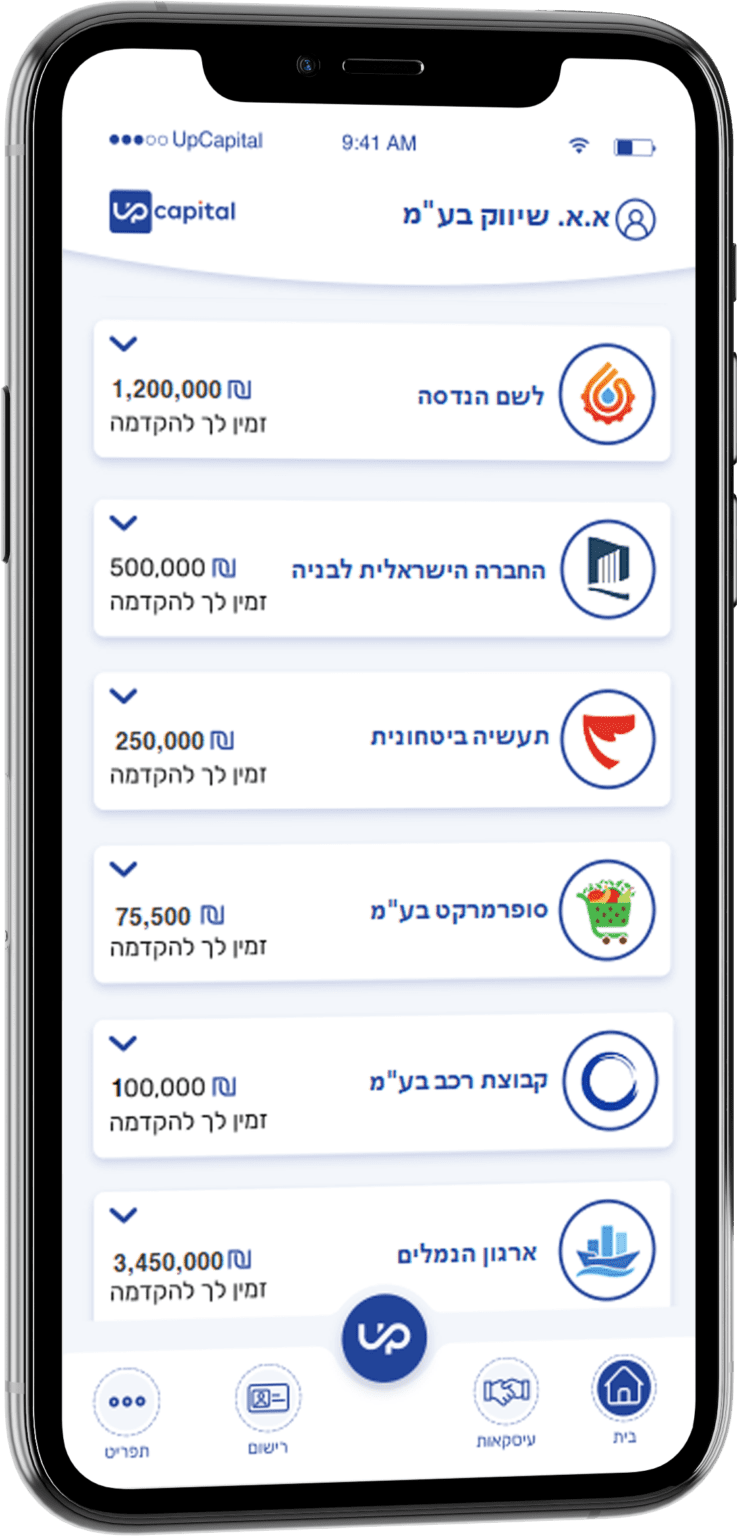 UpCapital 9:41 AM
א.א. שיווק בע"מ
up capital
לשם הנדסה
1,200,000 ₪
זמין לך להקדמה
החברה הישראלית לבניה
500,000 ₪
זמין לך להקדמה
תעשיה ביטחונית
250,000 ₪
זמין לך להקדמה
סופרמרקט בע"מ
75,500 ₪
זמין לך להקדמה
קבוצת רכב בע"מ
100,000 ₪
זמין לך להקדמה
ארגון הנמלים
3,450,000 ₪
זמין לך להקדמה
up
בית
עיסקאות
רישום
תפריט